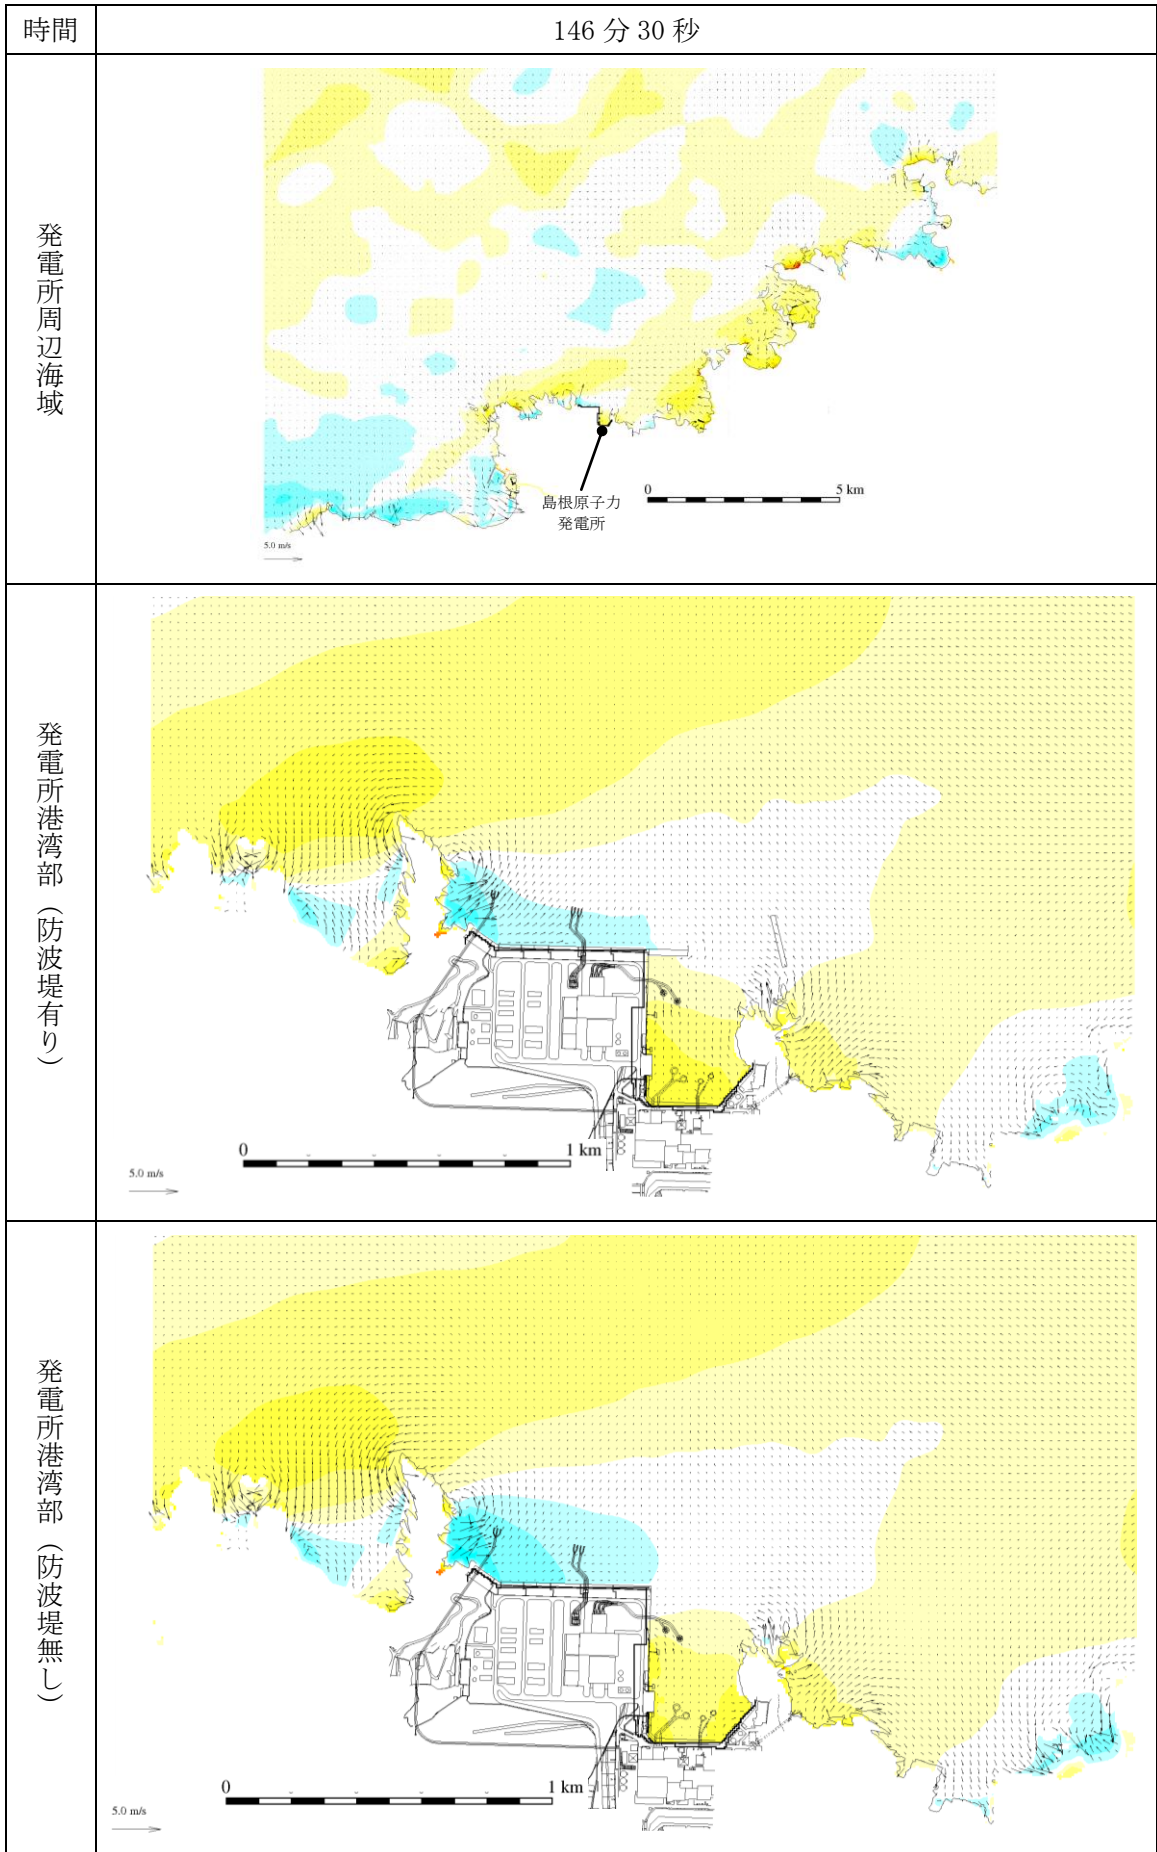 時間
146 分 30 秒
発電所周辺海域
島根原子力
発電所
0
5 km
5.0 m/s
発電所港湾部（防波堤有り）
0
1 km
5.0 m/s
発電所港湾部（防波堤無し）
0
1 km
5.0 m/s